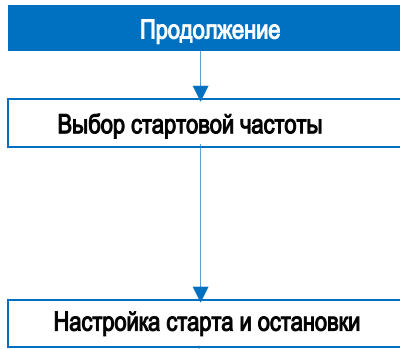 Продолжение
Выбор стартовой частоты
Настройка старта и остановки